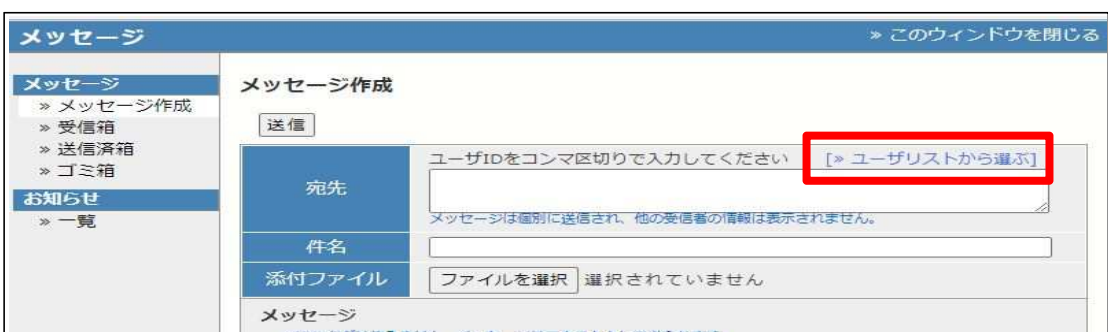 メッセージ
» このウィンドウを閉じる
メッセージ
» メッセージ作成
» 受信箱
» 送信済箱
» ゴミ箱
お知らせ
» 一覧
メッセージ作成
送信
宛先
ユーザIDをコンマ区切りで入力してください
[» ユーザリストから選ぶ]
メッセージは個別に送信され、他の受信者の情報は表示されません。
件名
添付ファイル
ファイルを選択 選択されていません
メッセージ